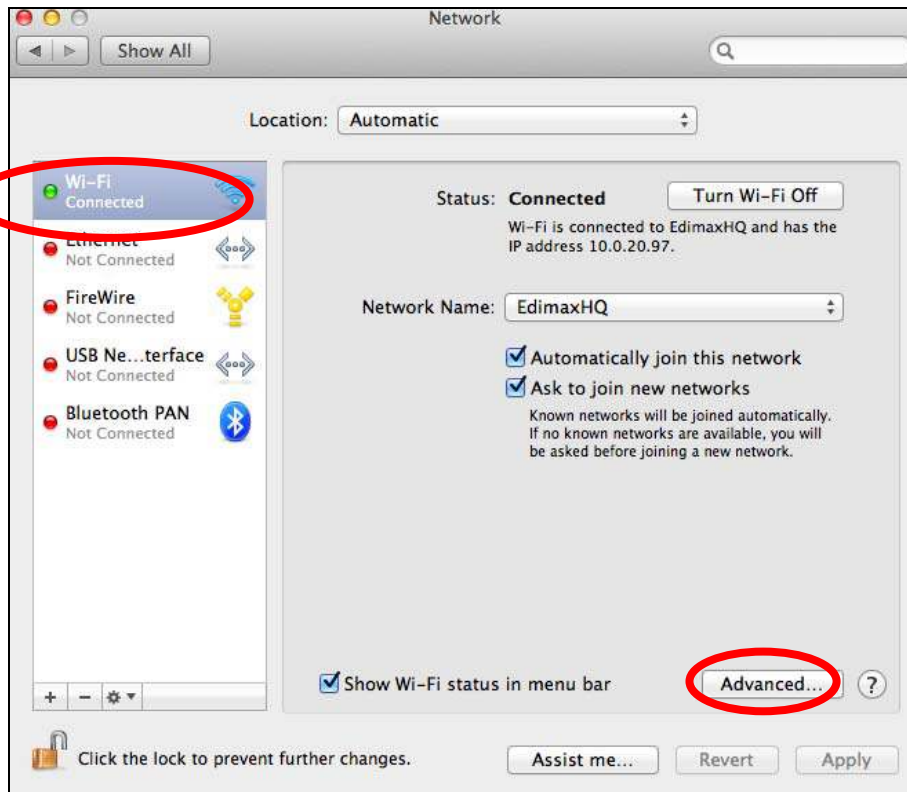 Network
Show All
Location: Automatic
Wi-Fi
Connected
Ethernet
Not Connected
FireWire
Not Connected
USB Ne...terface
Not Connected
Bluetooth PAN
Not Connected
Status: Connected
Turn Wi-Fi Off
Wi-Fi is connected to EdimaxHQ and has the
IP address 10.0.20.97.
Network Name: EdimaxHQ
Automatically join this network
Ask to join new networks
Known networks will be joined automatically.
If no known networks are available, you will
be asked before joining a new network.
Show Wi-Fi status in menu bar
Advanced...
?
+ −
Click the lock to prevent further changes.
Assist me...
Revert
Apply